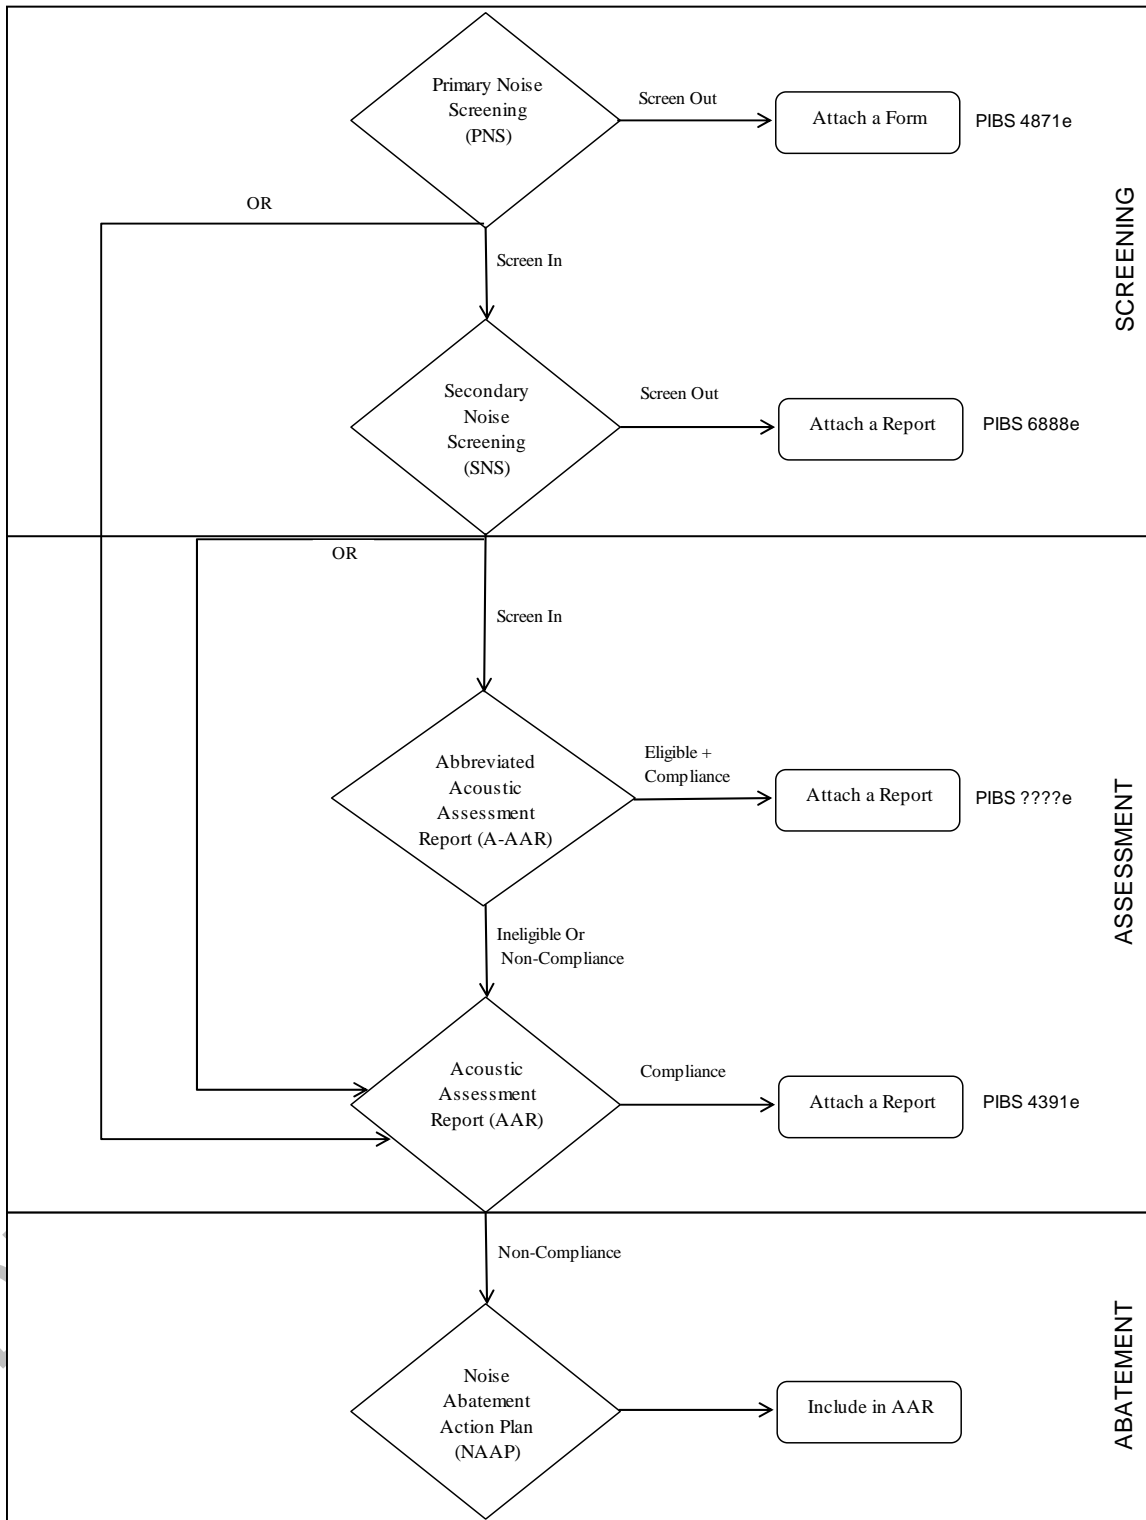 Primary Noise
Screening
(PNS)
Screen Out
Attach a Form
PIBS 4871e
OR
Screen In
SCREENING
Secondary
Noise
Screening
(SNS)
Screen Out
Attach a Report
PIBS 6888e
OR
Screen In
Abbreviated
Acoustic
Assessment
Report (A-AAR)
Eligible +
Compliance
Attach a Report
PIBS ????e
ASSESSMENT
Ineligible Or
Non-Compliance
Acoustic
Assessment
Report (AAR)
Compliance
Attach a Report
PIBS 4391e
Non-Compliance
Noise
Abatement
Action Plan
(NAAP)
Include in AAR
ABATEMENT